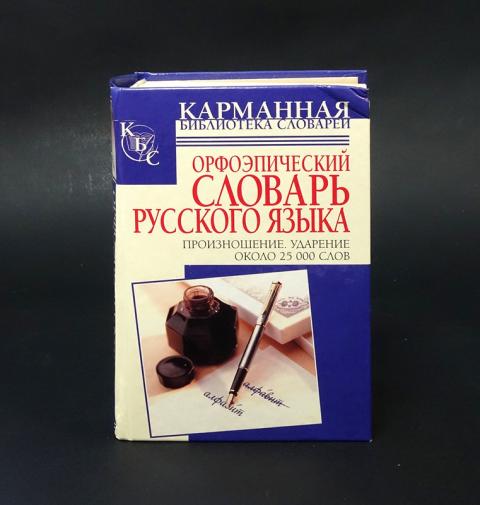 КАРМАННАЯ
БИБЛИОТЕКА СЛОВАРЕЙ
КБС
ОРФОЭПИЧЕСКИЙ
СЛОВАРЬ
РУССКОГО ЯЗЫКА
ПРОИЗНОШЕНИЕ. УДАРЕНИЕ
ОКОЛО 25 000 СЛОВ
алфавит
алфавит